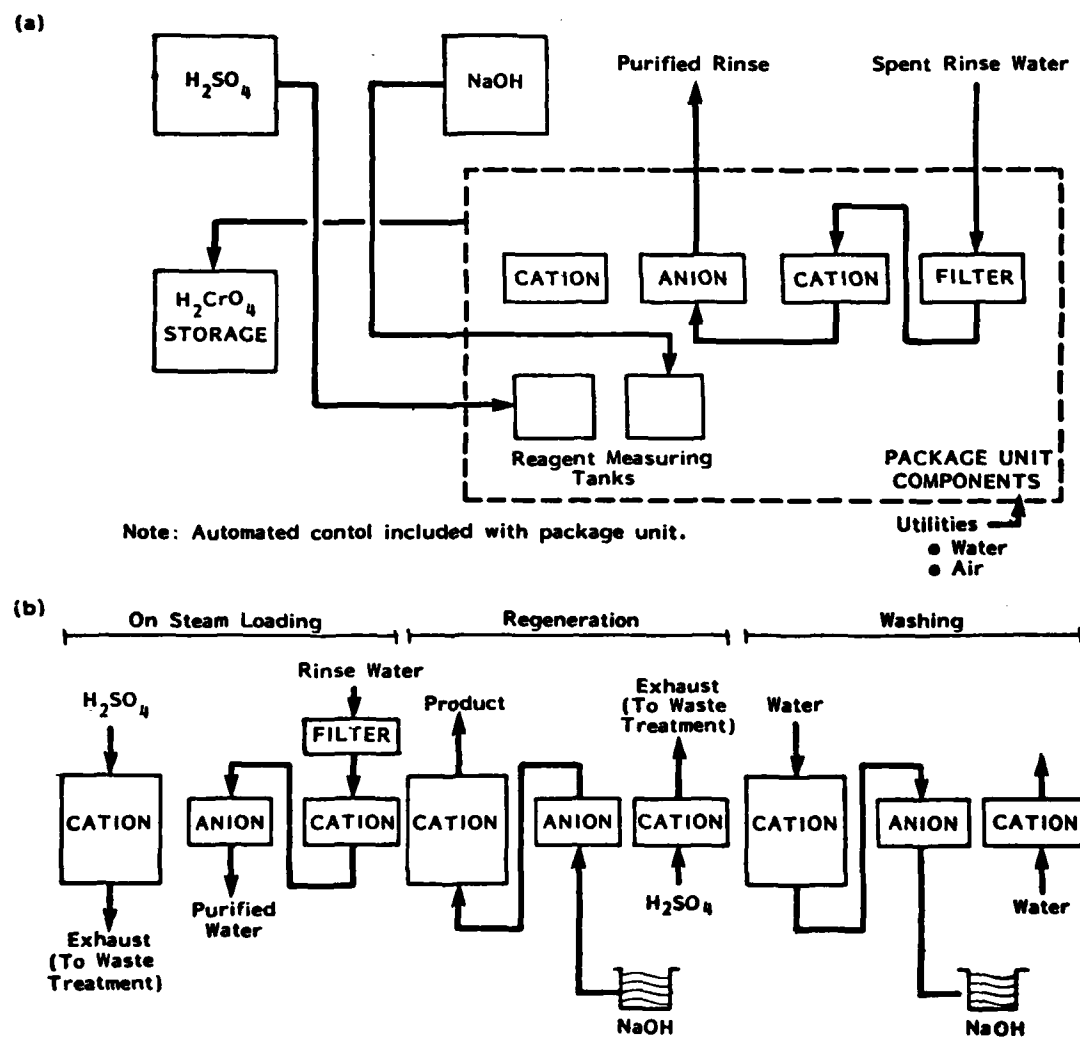 (a)
H2SO4
NaOH
Purified Rinse
Spent Rinse Water
CATION
ANION
CATION
FILTER
H2CrO4
STORAGE
Reagent Measuring
Tanks
PACKAGE UNIT
COMPONENTS
Note: Automated contol included with package unit.
Utilities
• Water
• Air
(b)
On Steam Loading
Regeneration
Washing
H2SO4
Rinse Water
FILTER
Product
Exhaust
(To Waste
Treatment)
Water
CATION
ANION
CATION
CATION
ANION
CATION
CATION
ANION
CATION
Purified
Water
H2SO4
Water
Exhaust
(To Waste
Treatment)
NaOH
NaOH